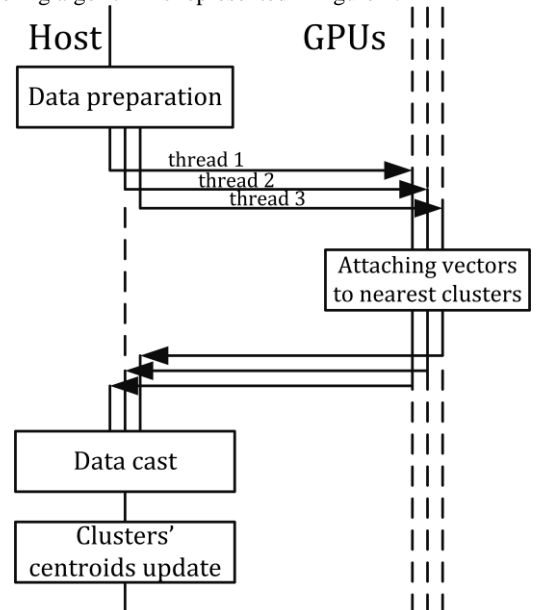 Host
GPUs
Data preparation
thread 1
thread 2
thread 3
Attaching vectors
to nearest clusters
Data cast
Clusters’
centroids update